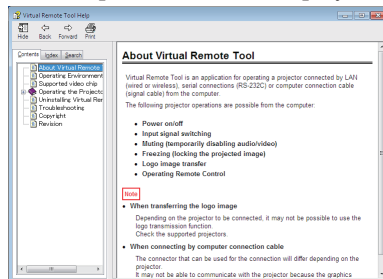 Virtual Remote Tool Help
Hide Back Forward Print
Contents Index Search
About Virtual Remote
Operating Environment
Supported video chip
Operating the Projecto
Uninstalling Virtual Rer
Troubleshooting
Copyright
Revision
About Virtual Remote Tool
Virtual Remote Tool is an application for operating a projector connected by LAN
(wired or wireless), serial connections (RS-232C) or computer connection cable
(signal cable) from the computer.
The following projector operations are possible from the computer:
• Power on/off
• Input signal switching
• Muting (temporarily disabling audio/video)
• Freezing (locking the projected image)
• Logo image transfer
• Operating Remote Control
Note
• When transferring the logo image
Depending on the projector to be connected, it may not be possible to use the
logo transmission function.
Check the supported projectors.
• When connecting by computer connection cable
The connector that can be used for the connection will differ depending on the
projector.
It may not be able to communicate with the projector because the graphics